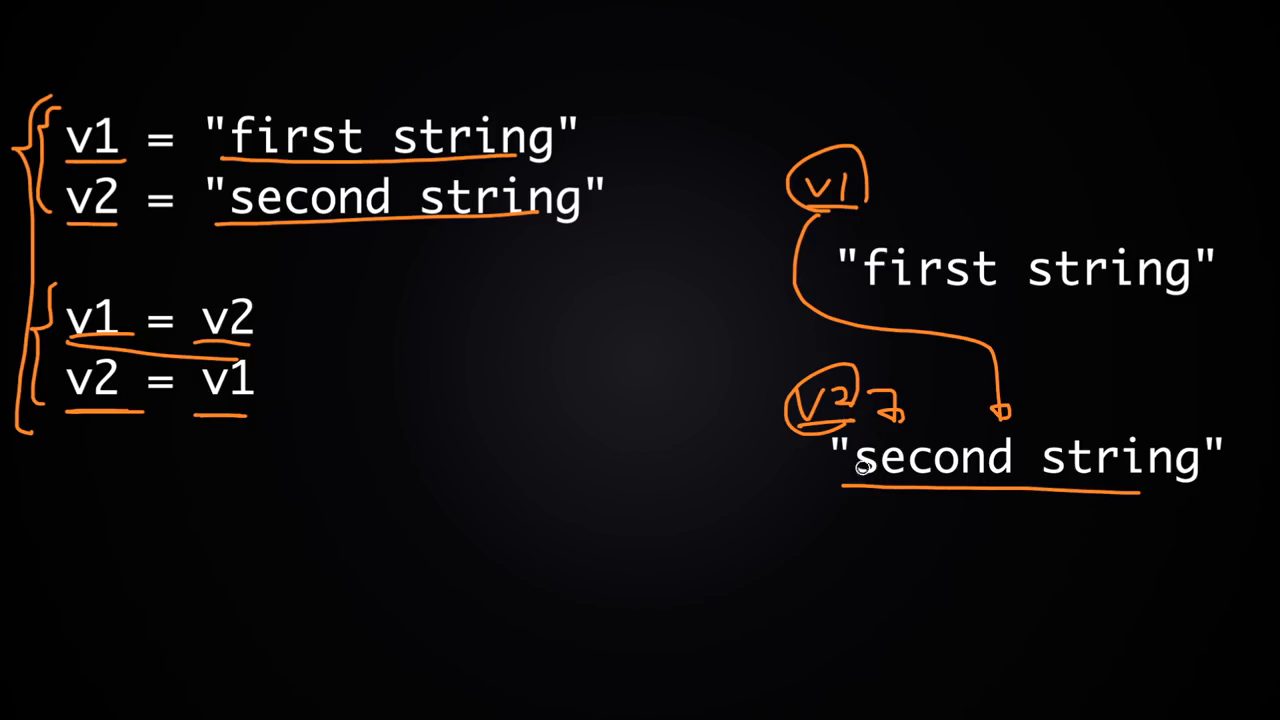 v1 = "first string"
v2 = "second string"
v1 = v2
v2 = v1
v1
"first string"
v2
"second string"